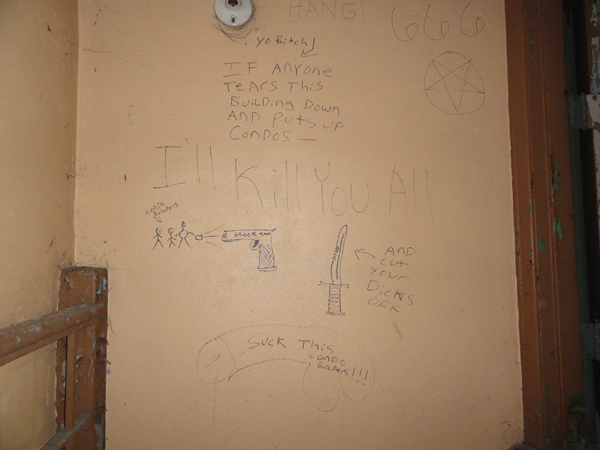 HANG!
666
Yo Bitch!
IF ANYONE
TEARS THIS
BUILDING DOWN
AND PUTS UP
CONDOS —
I'll Kill You All
CONDO
BUILDERS
GLOCK
AND
CUT
YOUR
DICKS
OFF
SUCK THIS
CONDO
BUILDERS!!!